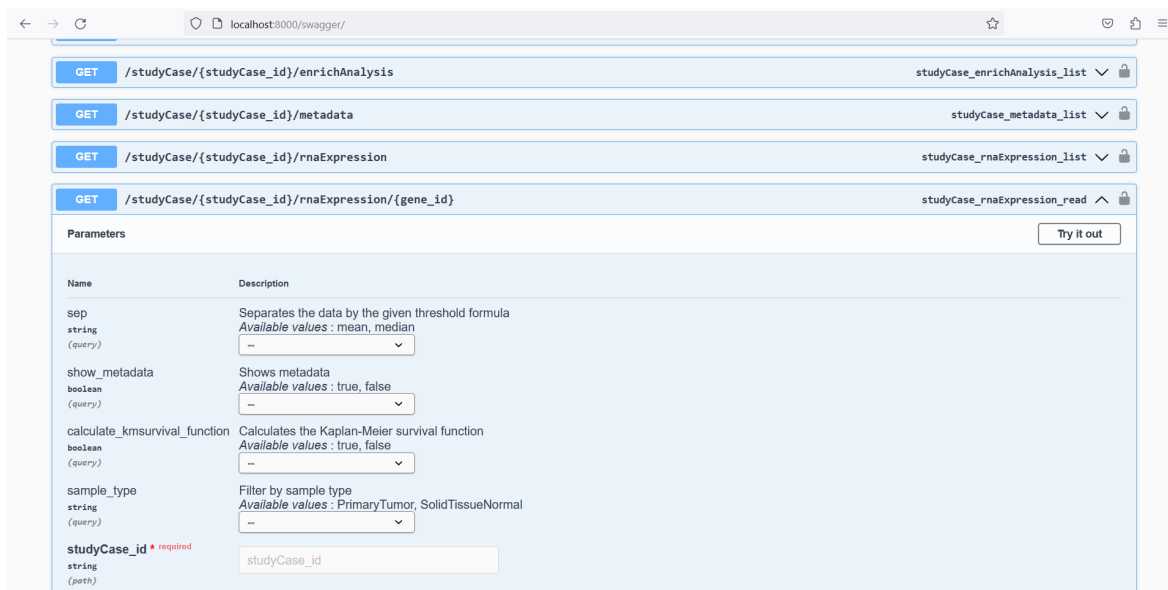 localhost:8000/swagger/
GET /studyCase/{studyCase_id}/enrichAnalysis studyCase_enrichAnalysis_list
GET /studyCase/{studyCase_id}/metadata studyCase_metadata_list
GET /studyCase/{studyCase_id}/rnaExpression studyCase_rnaExpression_list
GET /studyCase/{studyCase_id}/rnaExpression/{gene_id} studyCase_rnaExpression_read
Parameters Try it out
Name Description
sep Separates the data by the given threshold formula
string Available values : mean, median
(query) --
show_metadata Shows metadata
boolean Available values : true, false
(query) --
calculate_kmsurvival_function Calculates the Kaplan-Meier survival function
boolean Available values : true, false
(query) --
sample_type Filter by sample type
string Available values : PrimaryTumor, SolidTissueNormal
(query) --
studyCase_id * required
string studyCase_id
(path)